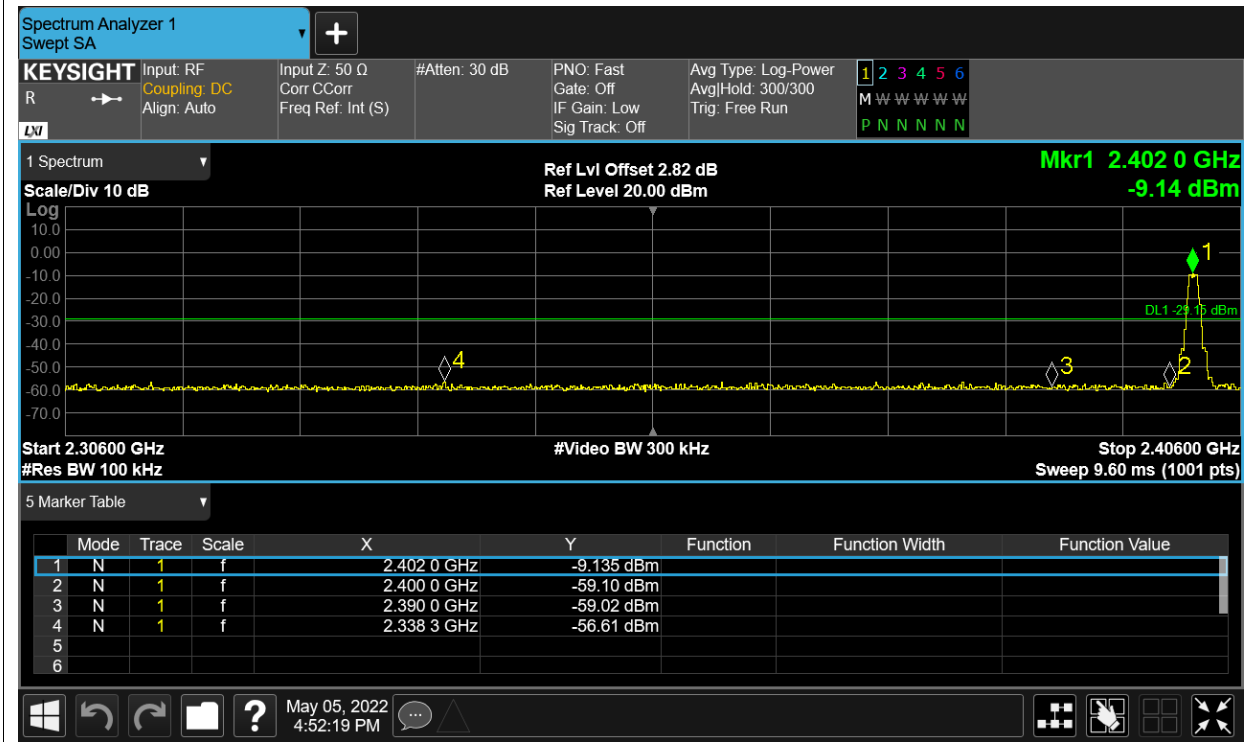 Spectrum Analyzer 1
Swept SA
KEYSIGHT
R
LXI
Input: RF
Coupling: DC
Align: Auto
Input Z: 50 Ω
Corr CCorr
Freq Ref: Int (S)
#Atten: 30 dB
PNO: Fast
Gate: Off
IF Gain: Low
Sig Track: Off
Avg Type: Log-Power
Avg|Hold: 300/300
Trig: Free Run
1 2 3 4 5 6
M W W W W W
P N N N N N
1 Spectrum
Scale/Div 10 dB
Ref Lvl Offset 2.82 dB
Ref Level 20.00 dBm
Mkr1 2.402 0 GHz
-9.14 dBm
Log
10.0
0.00
-10.0
-20.0
-30.0
-40.0
-50.0
-60.0
-70.0
1
DL1 -29.15 dBm
4
3
2
Start 2.30600 GHz
#Video BW 300 kHz
Stop 2.40600 GHz
#Res BW 100 kHz
Sweep 9.60 ms (1001 pts)
5 Marker Table
Mode Trace Scale X Y Function Function Width Function Value
1 N 1 f 2.402 0 GHz -9.135 dBm
2 N 1 f 2.400 0 GHz -59.10 dBm
3 N 1 f 2.390 0 GHz -59.02 dBm
4 N 1 f 2.338 3 GHz -56.61 dBm
5
6
?
May 05, 2022
4:52:19 PM